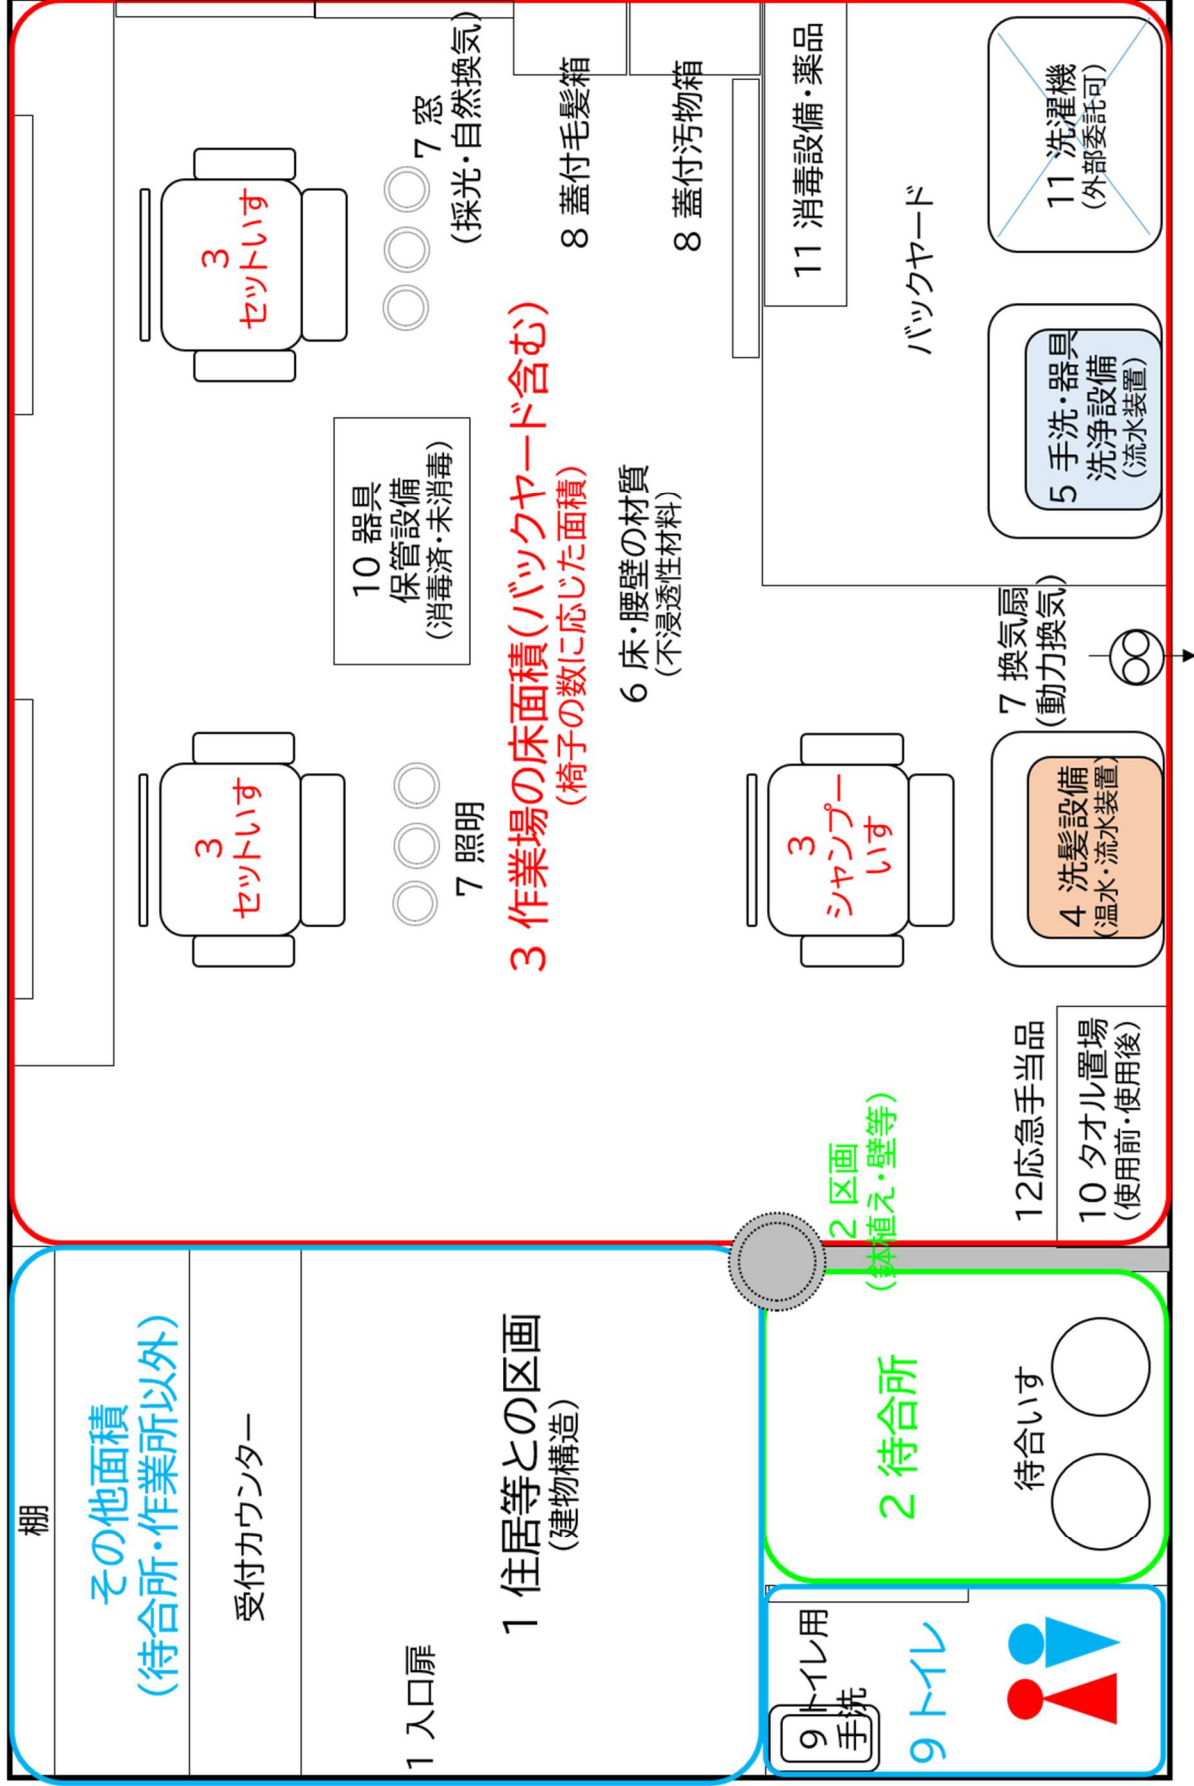 棚
その他面積
（待合所・作業所以外）
受付カウンター
1 入口扉
1 住居等との区画
（建物構造）
9 トイレ用
手洗
9 トイレ
2 待合所
待合いす
2 区画
（鉢植え・壁等）
12応急手当品
10 タオル置場
（使用前・使用後）
3
セットいす
3
セットいす
7 照明
10 器具
保管設備
（消毒済・未消毒）
7 窓
（採光・自然換気）
3 作業場の床面積（バックヤード含む）
（椅子の数に応じた面積）
6 床・腰壁の材質
（不浸透性材料）
8 蓋付毛髪箱
8 蓋付汚物箱
3
シャンプー
いす
4 洗髪設備
（温水・流水装置）
7 換気扇
（動力換気）
11 消毒設備・薬品
バックヤード
5 手洗・器具
洗浄設備
（流水装置）
11 洗濯機
（外部委託可）